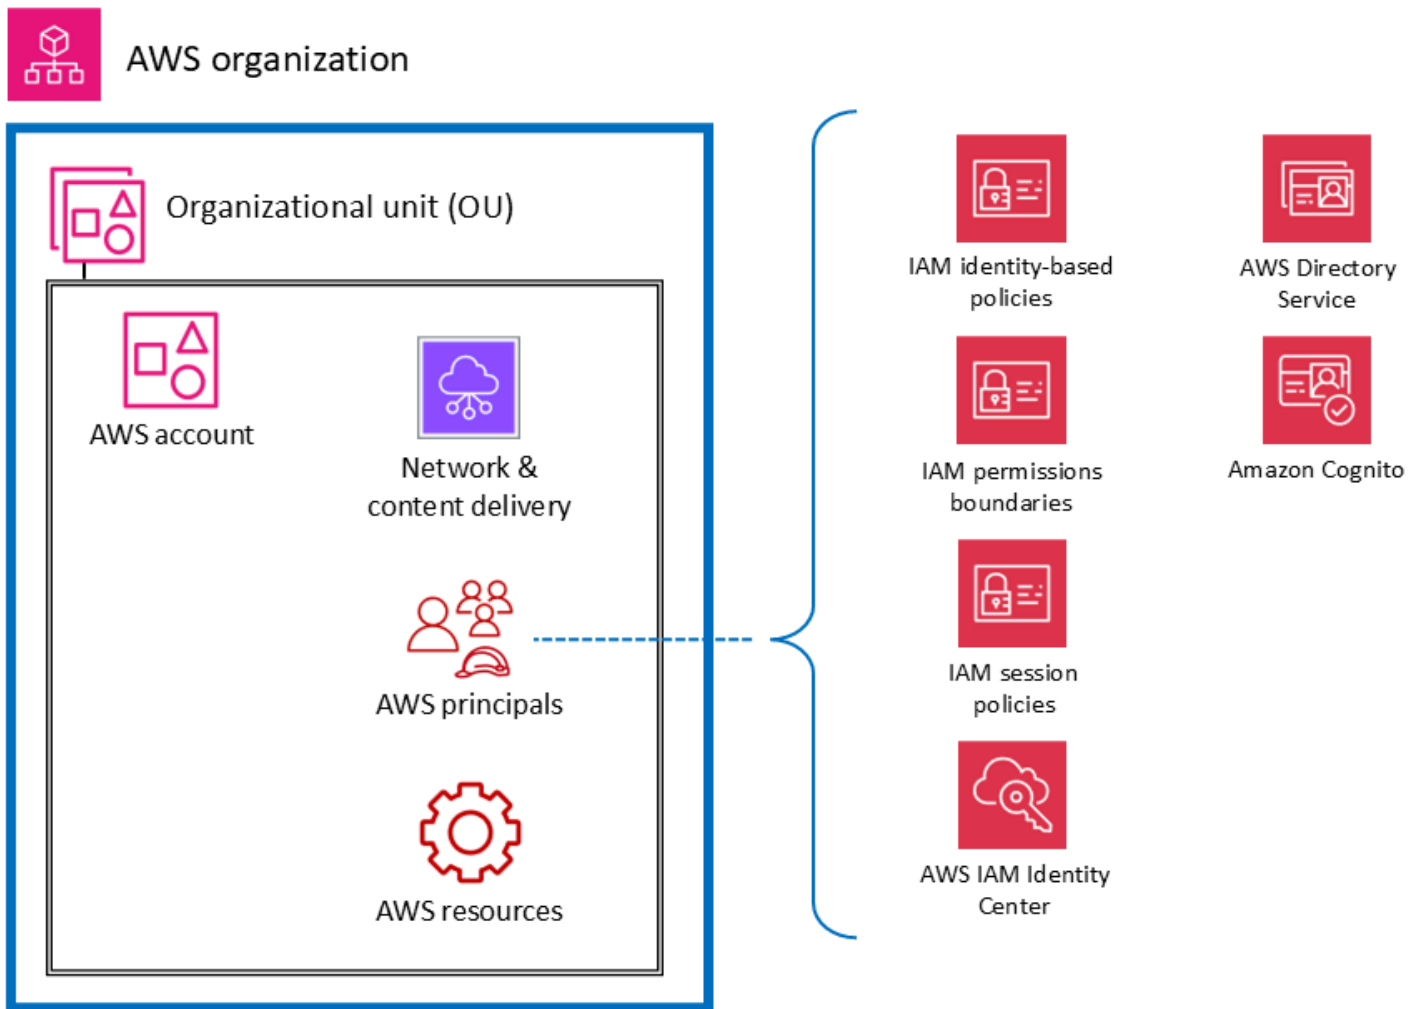 AWS organization
Organizational unit (OU)
AWS account
Network &
content delivery
AWS principals
AWS resources
IAM identity-based
policies
AWS Directory
Service
IAM permissions
boundaries
Amazon Cognito
IAM session
policies
AWS IAM Identity
Center